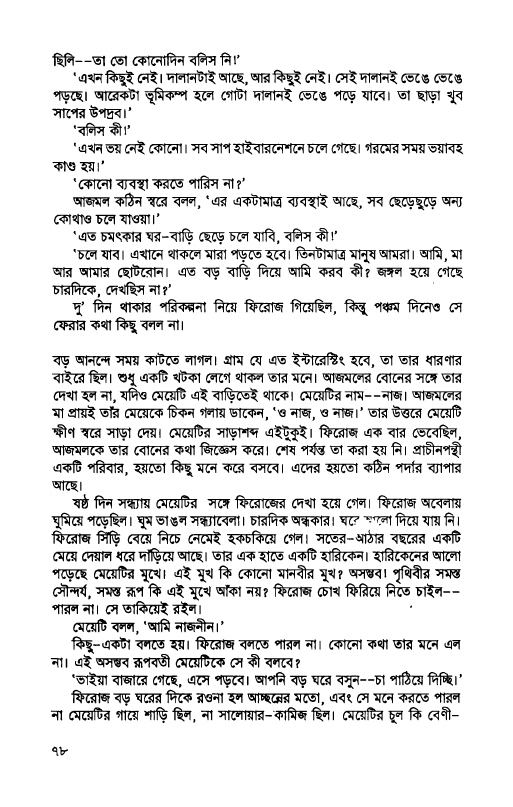 ছিলি--তা তো কোনোদিন বলিস নি!'
'এখন কিছুই নেই। দালানটাই আছে, আর কিছুই নেই। সেই দালানই ভেঙে ভেঙে
পড়ছে। আরেকটা ভূমিকম্প হলে গোটা দালানই ভেঙে পড়ে যাবে। তা ছাড়া খুব
সাপের উপদ্রব।'
'বলিস কী!'
'এখন ভয় নেই কোনো। সব সাপ হাইবারনেশনে চলে গেছে। গরমের সময় ভয়াবহ
কাণ্ড হয়।'
'কোনো ব্যবস্থা করতে পারিস না?'
আজমল কঠিন স্বরে বলল, 'এর একটামাত্র ব্যবস্থাই আছে, সব ছেড়েছুড়ে অন্য
কোথাও চলে যাওয়া।'
'এত চমৎকার ঘর-বাড়ি ছেড়ে চলে যাবি, বলিস কী!'
'চলে যাব। এখানে থাকলে মারা পড়তে হবে। তিনটামাত্র মানুষ আমরা। আমি, মা
আর আমার ছোটবোন। এত বড় বাড়ি দিয়ে আমি করব কী? জঙ্গল হয়ে গেছে
চারদিকে, দেখছিস না?'
দু' দিন থাকার পরিকল্পনা নিয়ে ফিরোজ গিয়েছিল, কিন্তু পঞ্চম দিনেও সে
ফেরার কথা কিছু বলল না।
বড় আনন্দে সময় কাটতে লাগল। গ্রাম যে এত ইন্টারেস্টিং হবে, তা তার ধারণার
বাইরে ছিল। শুধু একটি খটকা লেগে থাকল তার মনে। আজমলের বোনের সঙ্গে তার
দেখা হল না, যদিও মেয়েটি এই বাড়িতেই থাকে। মেয়েটির নাম--নাজ। আজমলের
মা প্রায়ই তাঁর মেয়েকে চিকন গলায় ডাকেন, 'ও নাজ, ও নাজ।' তার উত্তরে মেয়েটি
ক্ষীণ স্বরে সাড়া দেয়। মেয়েটির সাড়াশব্দ এইটুকুই। ফিরোজ এক বার ভেবেছিল,
আজমলকে তার বোনের কথা জিজ্ঞেস করে। শেষ পর্যন্ত তা করা হয় নি। প্রাচীনপন্থী
একটি পরিবার, হয়তো কিছু মনে করে বসবে। এদের হয়তো কঠিন পর্দার ব্যাপার
আছে।
ষষ্ঠ দিন সন্ধ্যায় মেয়েটির সঙ্গে ফিরোজের দেখা হয়ে গেল। ফিরোজ অবেলায়
ঘুমিয়ে পড়েছিল। ঘুম ভাঙল সন্ধ্যাবেলা। চারদিক অন্ধকার। ঘরে আলো দিয়ে যায় নি।
ফিরোজ সিঁড়ি বেয়ে নিচে নেমেই হকচকিয়ে গেল। সতের-আঠার বছরের একটি
মেয়ে দেয়াল ধরে দাঁড়িয়ে আছে। তার এক হাতে একটি হারিকেন। হারিকেনের আলো
পড়েছে মেয়েটির মুখে। এই মুখ কি কোনো মানবীর মুখ? অসম্ভব! পৃথিবীর সমস্ত
সৌন্দর্য, সমস্ত রূপ কি এই মুখে আঁকা নয়? ফিরোজ চোখ ফিরিয়ে নিতে চাইল--
পারল না। সে তাকিয়েই রইল।
মেয়েটি বলল, 'আমি নাজনীন।'
কিছু-একটা বলতে হয়। ফিরোজ বলতে পারল না। কোনো কথা তার মনে এল
না। এই অসম্ভব রূপবতী মেয়েটিকে সে কী বলবে?
'ভাইয়া বাজারে গেছে, এসে পড়বে। আপনি বড় ঘরে বসুন--চা পাঠিয়ে দিচ্ছি।'
ফিরোজ বড় ঘরের দিকে রওনা হল আচ্ছন্নের মতো, এবং সে মনে করতে পারল
না মেয়েটির গায়ে শাড়ি ছিল, না সালোয়ার-কামিজ ছিল। মেয়েটির চুল কি বেণী-
৭৮